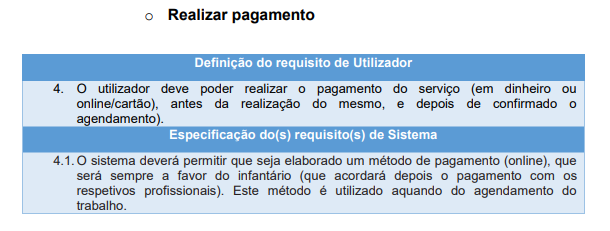 o Realizar pagamento
Definição do requisito de Utilizador
4. O utilizador deve poder realizar o pagamento do serviço (em dinheiro ou
online/cartão), antes da realização do mesmo, e depois de confirmado o
agendamento).
Especificação do(s) requisito(s) de Sistema
4.1. O sistema deverá permitir que seja elaborado um método de pagamento (online), que
será sempre a favor do infantário (que acordará depois o pagamento com os
respetivos profissionais). Este método é utilizado aquando do agendamento do
trabalho.